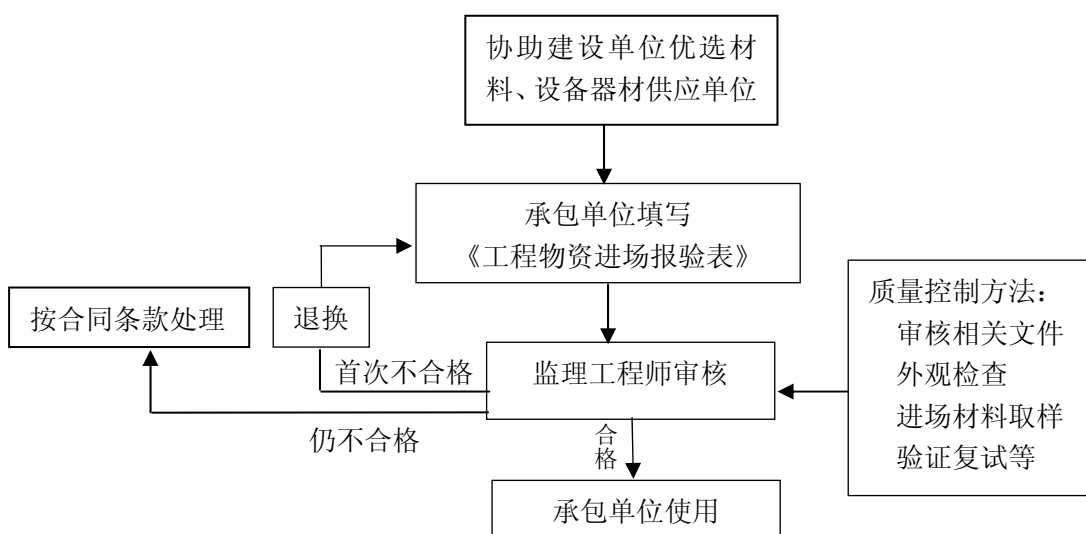 协助建设单位优选材
料、设备器材供应单位
承包单位填写
《工程物资进场报验表》
质量控制方法：
审核相关文件
外观检查
进场材料取样
验证复试等
按合同条款处理
退换
首次不合格
监理工程师审核
仍不合格
合
格
承包单位使用